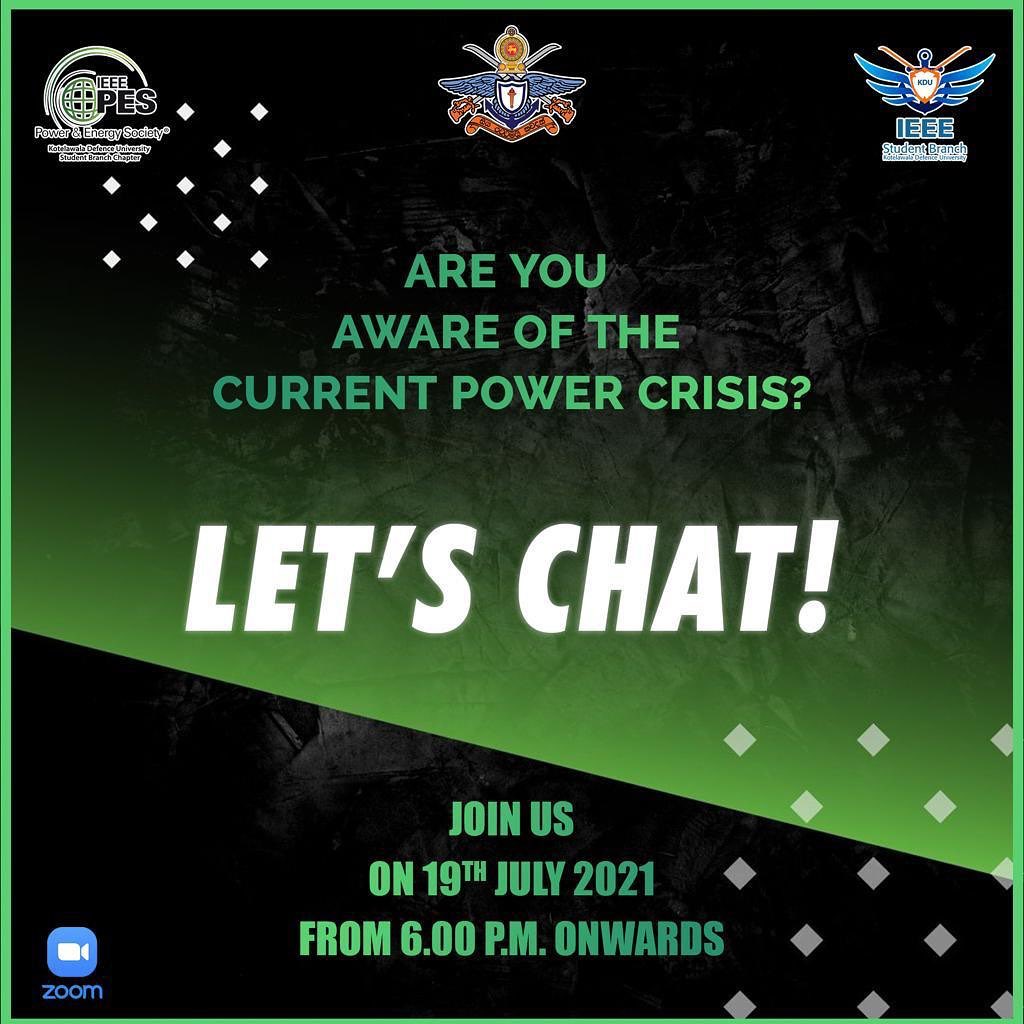 IEEE
PES
Power & Energy Society®
Kotelawala Defence University
Student Branch Chapter
KDU
IEEE
Student Branch
Kotelawala Defence University
ARE YOU
AWARE OF THE
CURRENT POWER CRISIS?
LET'S CHAT!
JOIN US
ON 19TH JULY 2021
FROM 6.00 P.M. ONWARDS
zoom